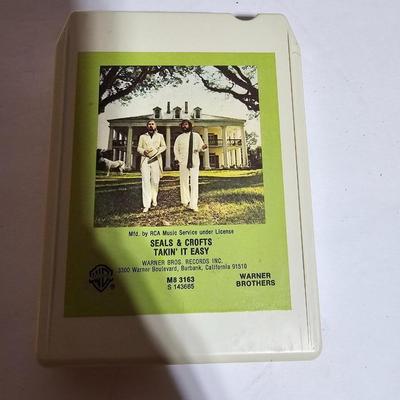 Mfd. by RCA Music Service under License
SEALS & CROFTS
TAKIN' IT EASY
WARNER BROS. RECORDS INC.
3300 Warner Boulevard, Burbank, California 91510
M8 3163
S 143665
WARNER
BROTHERS